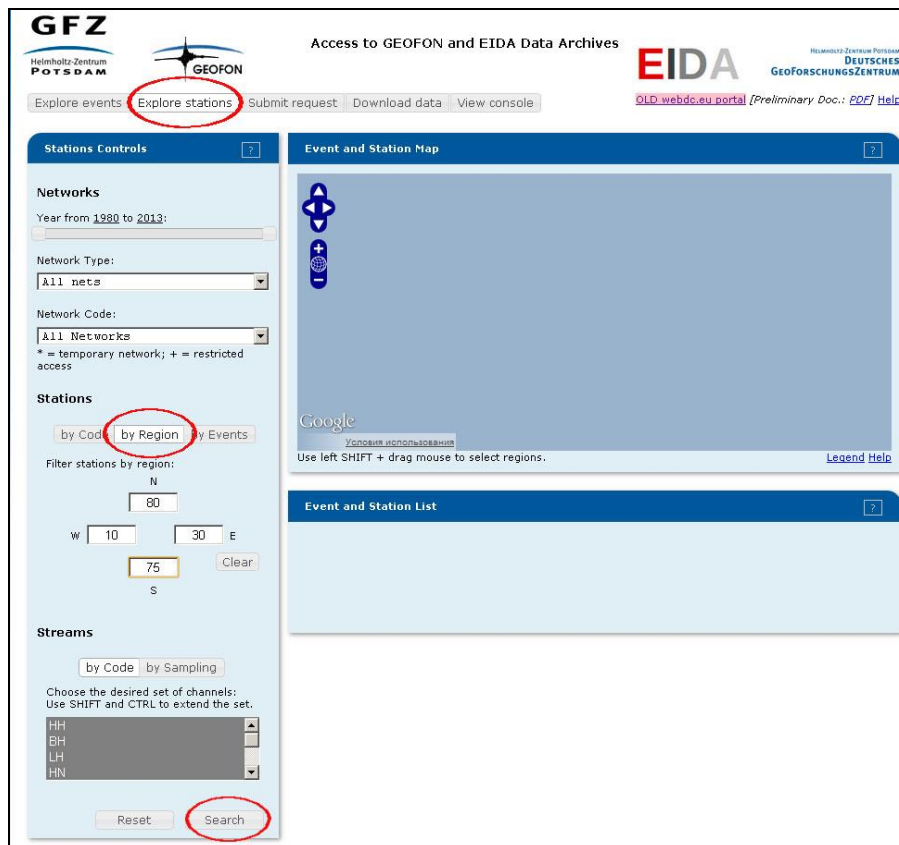 GFZ
Helmholtz-Zentrum
POTSDAM
GEOFON
Access to GEOFON and EIDA Data Archives
EIDA
HELMHOLTZ-ZENTRUM POTSDAM
DEUTSCHES
GEOFORSCHUNGSZENTRUM
Explore events Explore stations Submit request Download data View console
OLD webdc.eu portal [Preliminary Doc.: PDF] Help
Stations Controls ?
Networks
Year from 1980 to 2013:
Network Type:
All nets
Network Code:
All Networks
* = temporary network; + = restricted
access
Stations
by Code by Region by Events
Filter stations by region:
N
80
W 10 30 E
75 Clear
S
Streams
by Code by Sampling
Choose the desired set of channels:
Use SHIFT and CTRL to extend the set.
HH
BH
LH
HN
Reset Search
Event and Station Map ?
Google
Условия использования
Use left SHIFT + drag mouse to select regions. Legend Help
Event and Station List ?